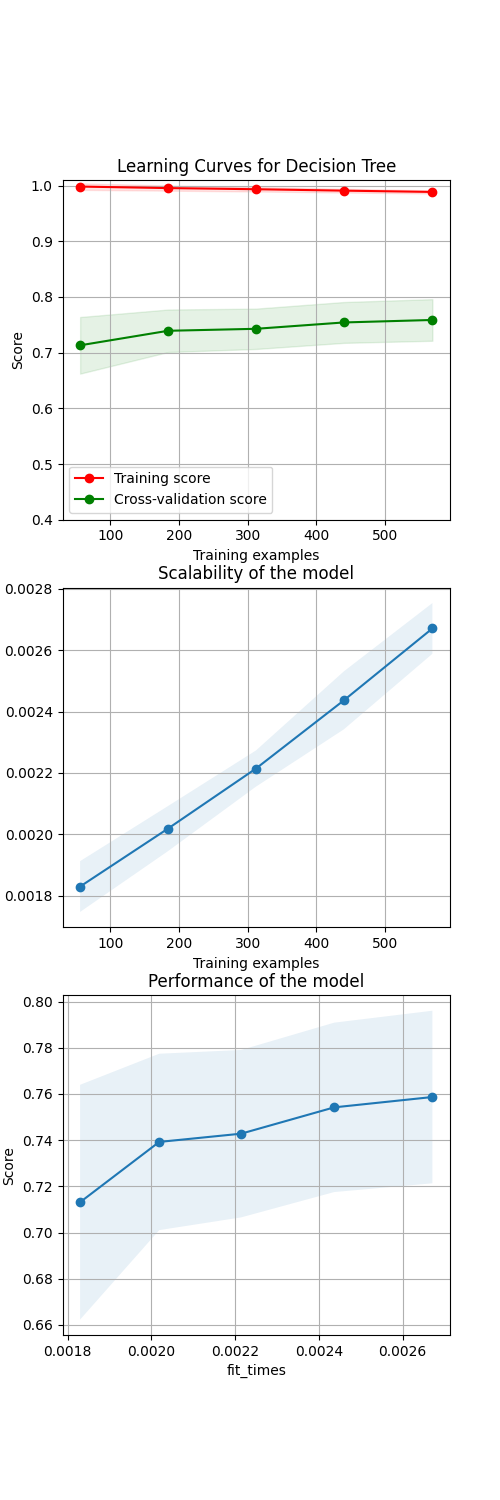 Learning Curves for Decision Tree
1.0
0.9
0.8
0.7
0.6
0.5
0.4
Score
Training score
Cross-validation score
100 200 300 400 500
Training examples
Scalability of the model
0.0028
0.0026
0.0024
0.0022
0.0020
0.0018
100 200 300 400 500
Training examples
Performance of the model
0.80
0.78
0.76
0.74
0.72
0.70
0.68
0.66
Score
0.0018 0.0020 0.0022 0.0024 0.0026
fit_times